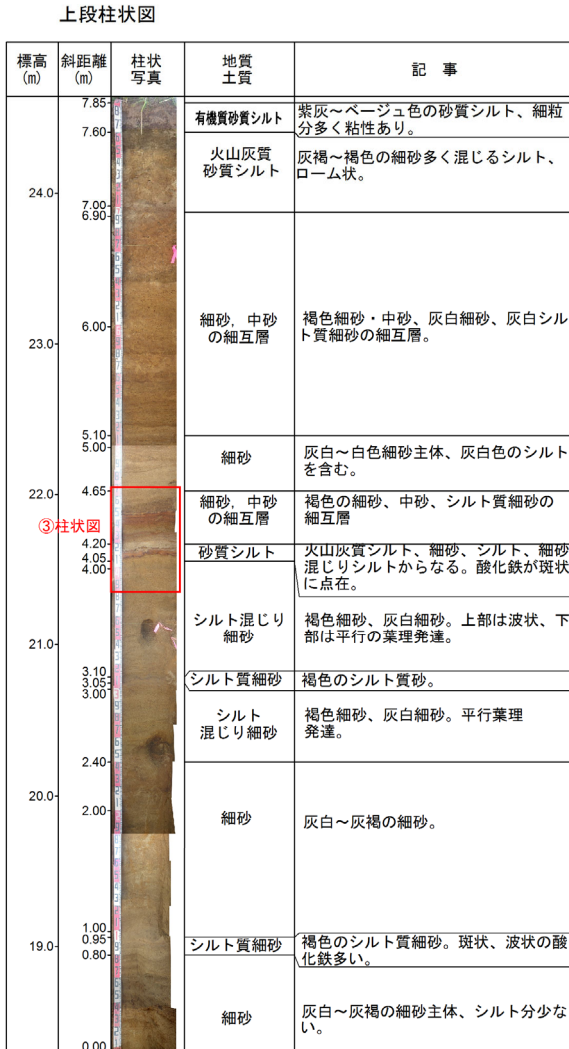 上段柱状図
標高
(m)
斜距離
(m)
柱状
写真
地質
土質
記 事
7.85
有機質砂質シルト
紫灰～ベージュ色の砂質シルト、細粒
分多く粘性あり。
7.60
火山灰質
砂質シルト
灰褐～褐色の細砂多く混じるシルト、
ローム状。
24.0
7.00
6.90
細砂，中砂
の細互層
褐色細砂・中砂、灰白細砂、灰白シル
ト質細砂の細互層。
6.00
23.0
5.10
5.00
細砂
灰白～白色細砂主体、灰白色のシルト
を含む。
22.0
4.65
細砂，中砂
の細互層
褐色の細砂、中砂、シルト質細砂の
細互層
③柱状図
4.20
砂質シルト
火山灰質シルト、細砂、シルト、細砂
混じりシルトからなる。酸化鉄が斑状
に点在。
4.05
4.00
シルト混じり
細砂
褐色細砂、灰白細砂。上部は波状、下
部は平行の葉理発達。
21.0
3.10
3.05
シルト質細砂
褐色のシルト質砂。
3.00
シルト
混じり細砂
褐色細砂、灰白細砂。平行葉理
発達。
2.40
20.0
2.00
細砂
灰白～灰褐の細砂。
1.00
0.95
19.0
シルト質細砂
褐色のシルト質細砂。斑状、波状の酸
化鉄多い。
0.80
細砂
灰白～灰褐の細砂主体、シルト分少な
い。
0.00